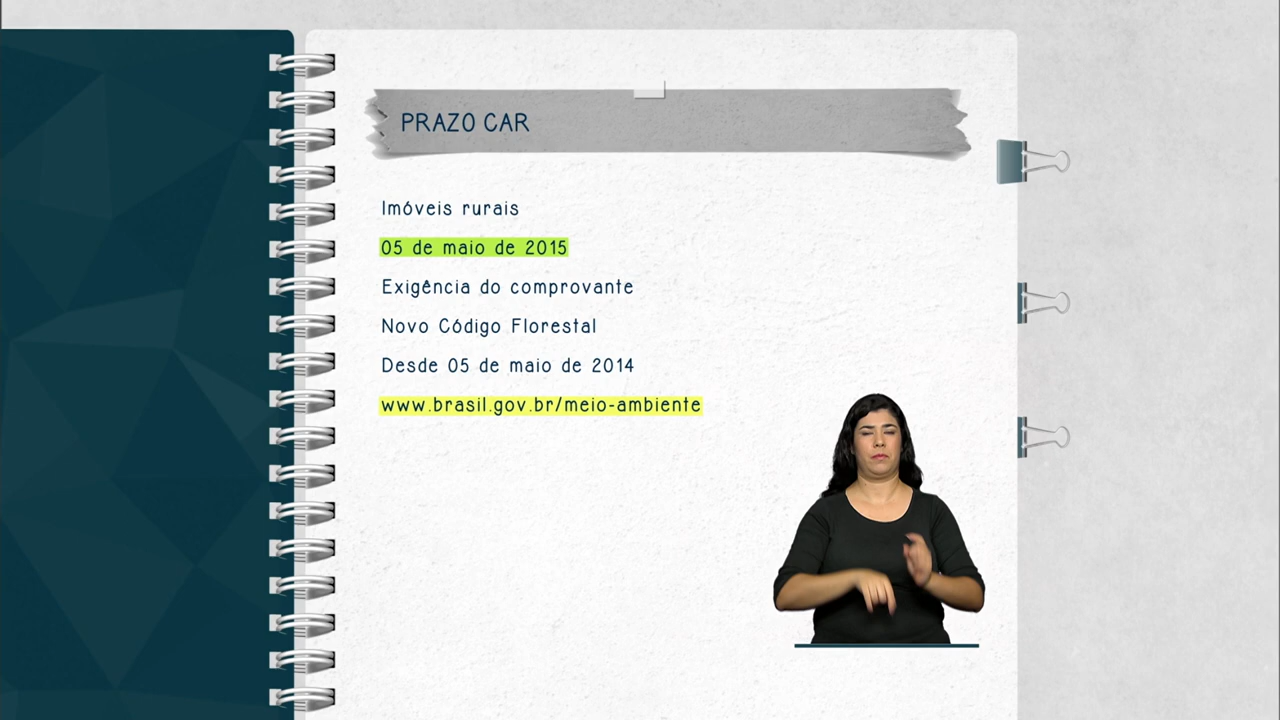 PRAZO CAR
Imóveis rurais
05 de maio de 2015
Exigência do comprovante
Novo Código Florestal
Desde 05 de maio de 2014
www.brasil.gov.br/meio-ambiente